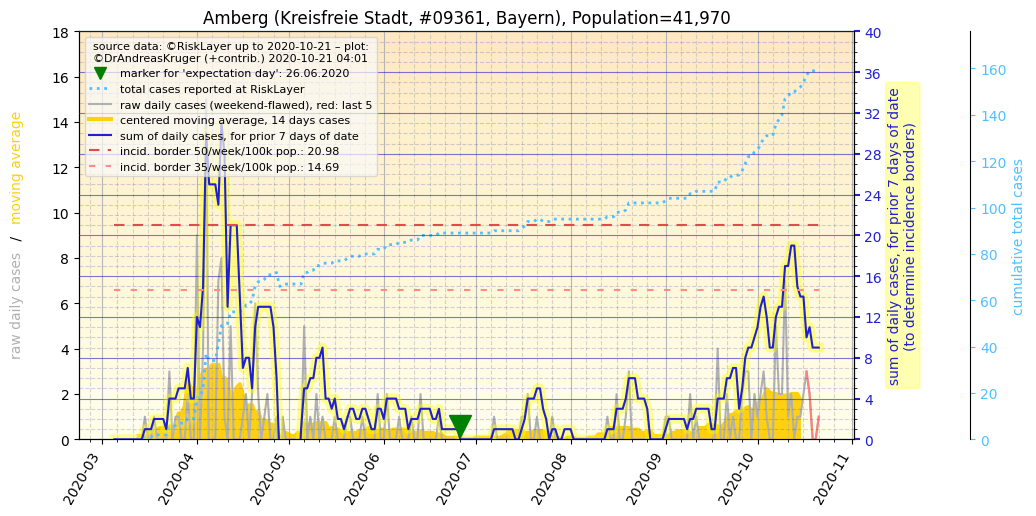 Amberg (Kreisfreie Stadt, #09361, Bayern), Population=41,970
source data: ©RiskLayer up to 2020-10-21 – plot:
©DrAndreasKruger (+contrib.) 2020-10-21 04:01
marker for 'expectation day': 26.06.2020
total cases reported at RiskLayer
raw daily cases (weekend-flawed), red: last 5
centered moving average, 14 days cases
sum of daily cases, for prior 7 days of date
incid. border 50/week/100k pop.: 20.98
incid. border 35/week/100k pop.: 14.69
raw daily cases / moving average
18
16
14
12
10
8
6
4
2
0
40
36
32
28
24
20
16
12
8
4
0
sum of daily cases, for prior 7 days of date
(to determine incidence borders)
160
140
120
100
80
60
40
20
0
cumulative total cases
2020-03
2020-04
2020-05
2020-06
2020-07
2020-08
2020-09
2020-10
2020-11